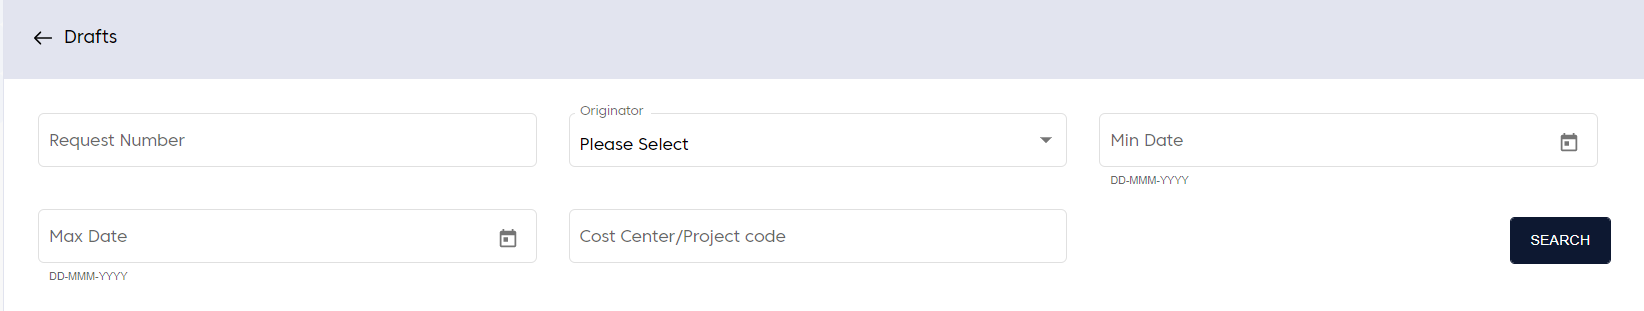 Drafts
Originator
Request Number
Please Select
Min Date
DD-MMM-YYYY
Max Date
Cost Center/Project code
SEARCH
DD-MMM-YYYY